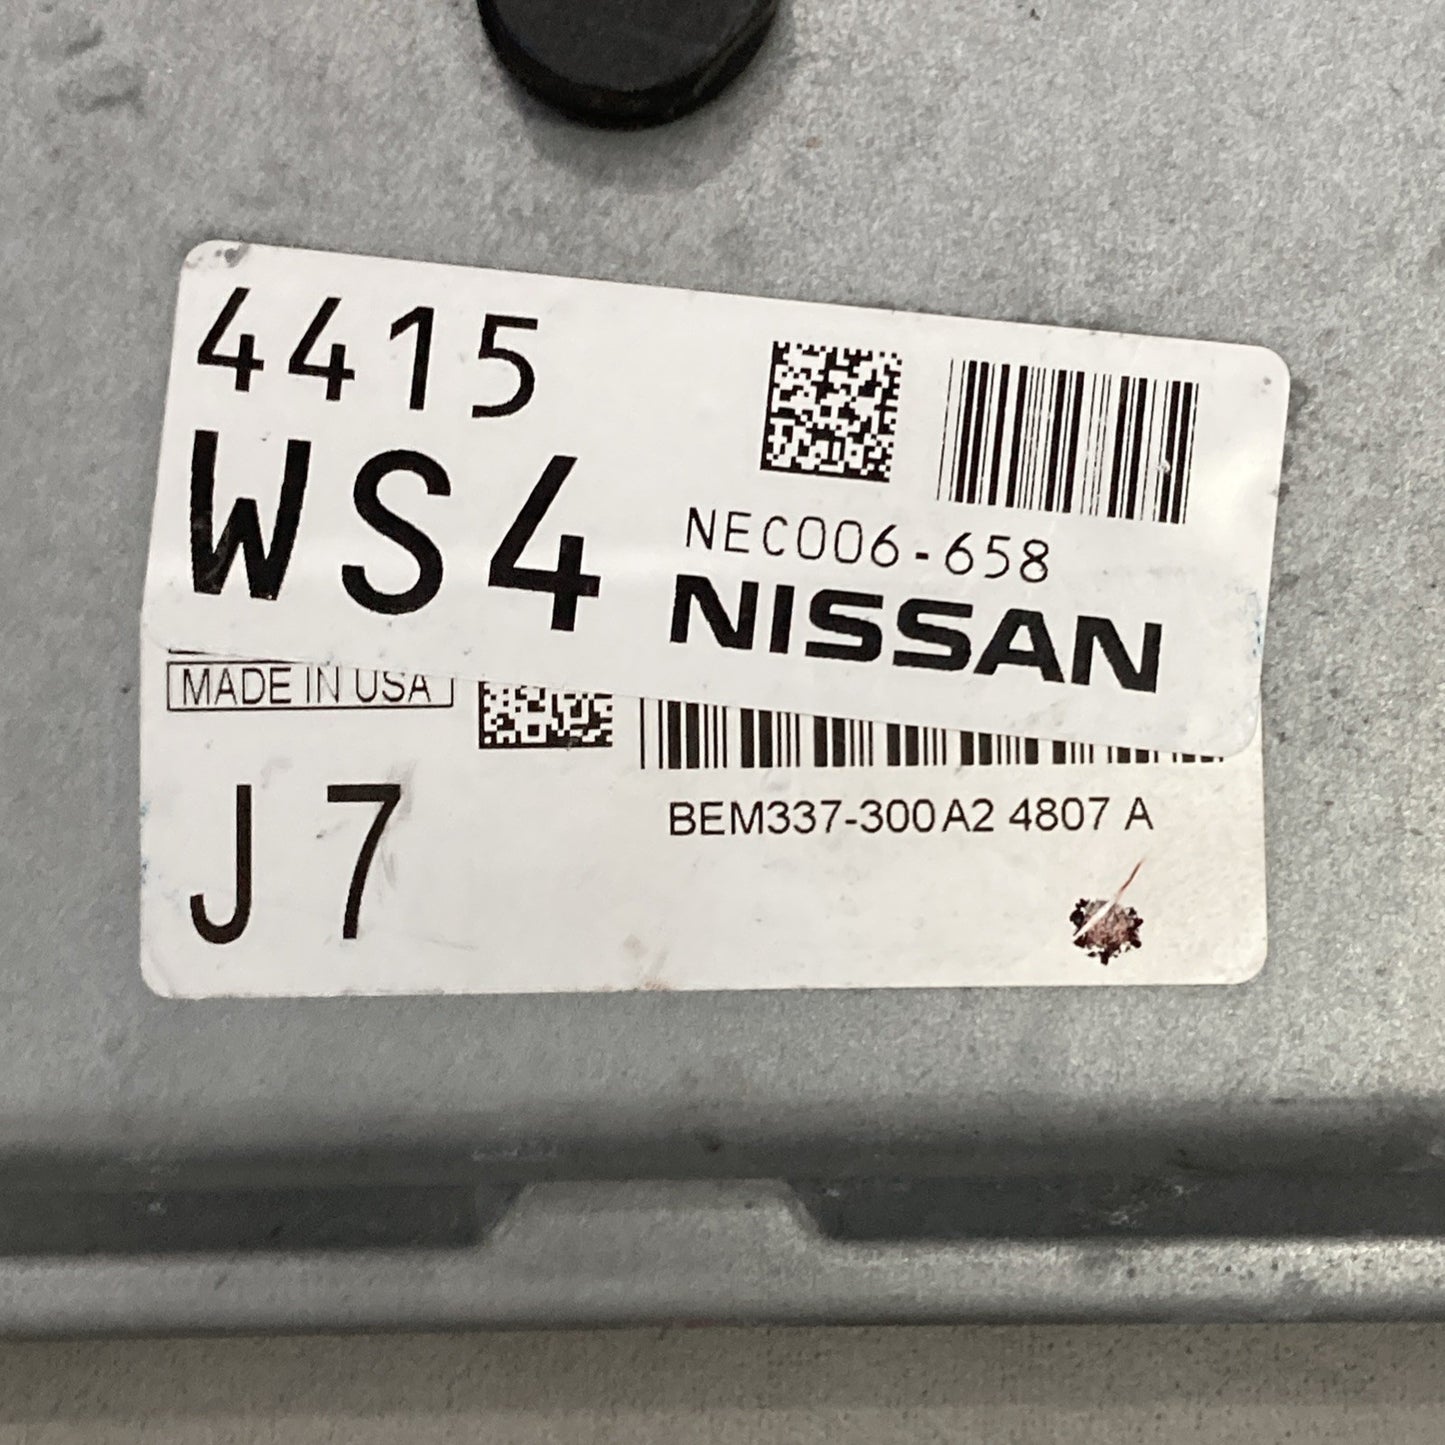 4415
WS4
NEC006-658
NISSAN
MADE IN USA
J7
BEM337-300A2 4807 A